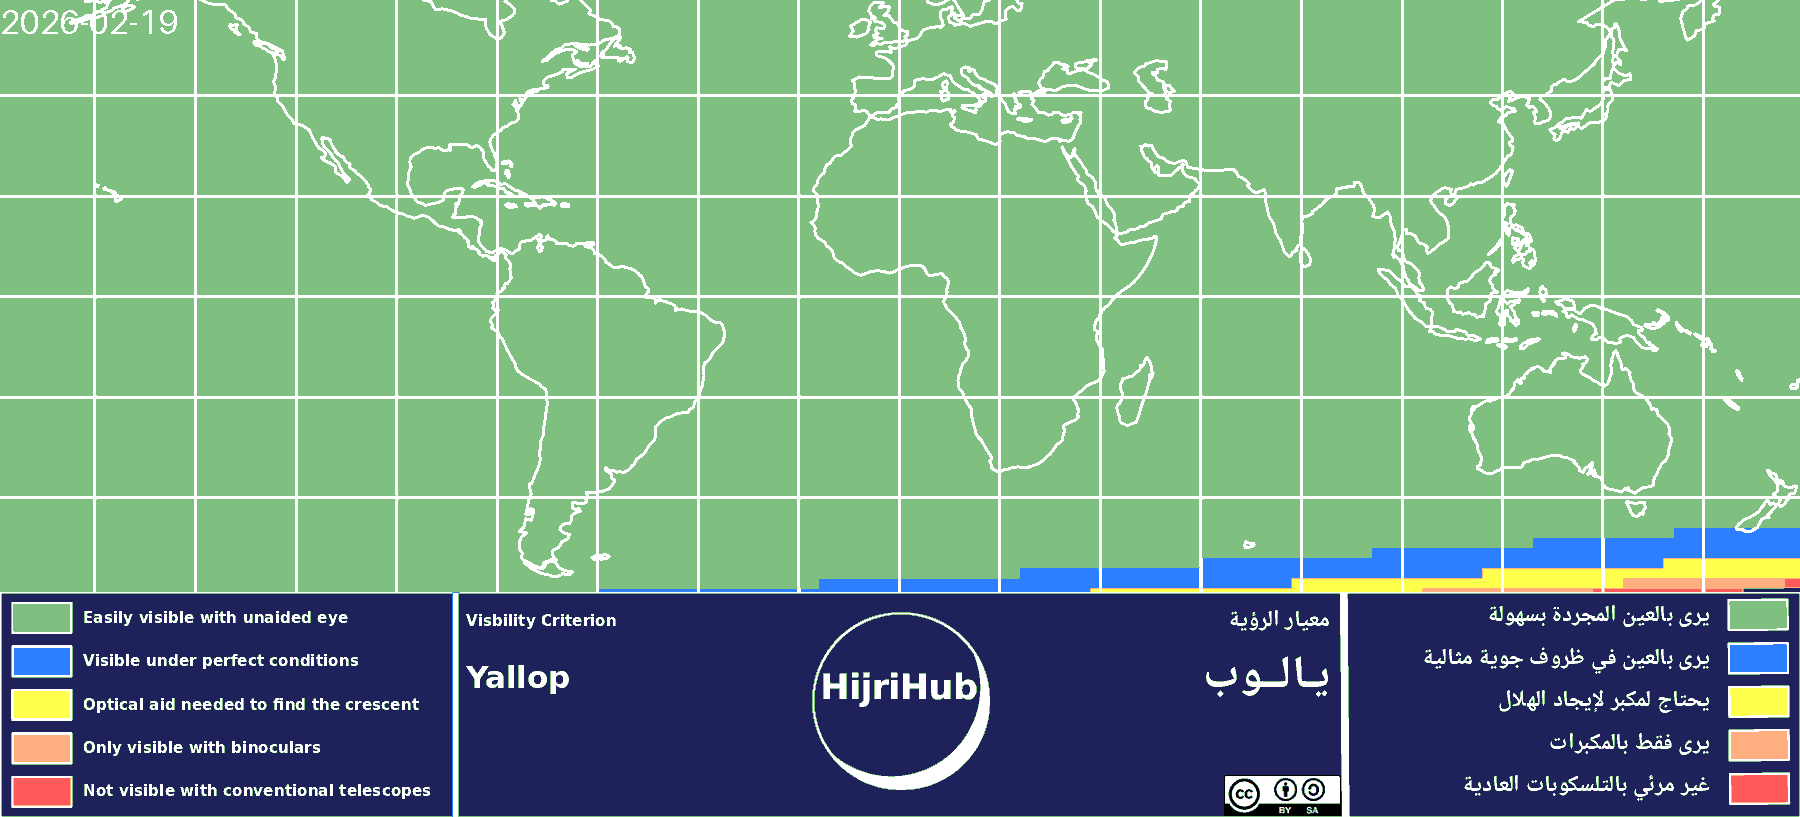 2026-02-19
Easily visible with unaided eye
Visible under perfect conditions
Optical aid needed to find the crescent
Only visible with binoculars
Not visible with conventional telescopes
Visbility Criterion
Yallop
HijriHub
معيار الرؤية
يـالـوب
cc
BY SA
يرى بالعين المجردة بسهولة
يرى بالعين في ظروف جوية مثالية
يحتاج لمكبر لإيجاد الهلال
يرى فقط بالمكبرات
غير مرئي بالتلسكوبات العادية